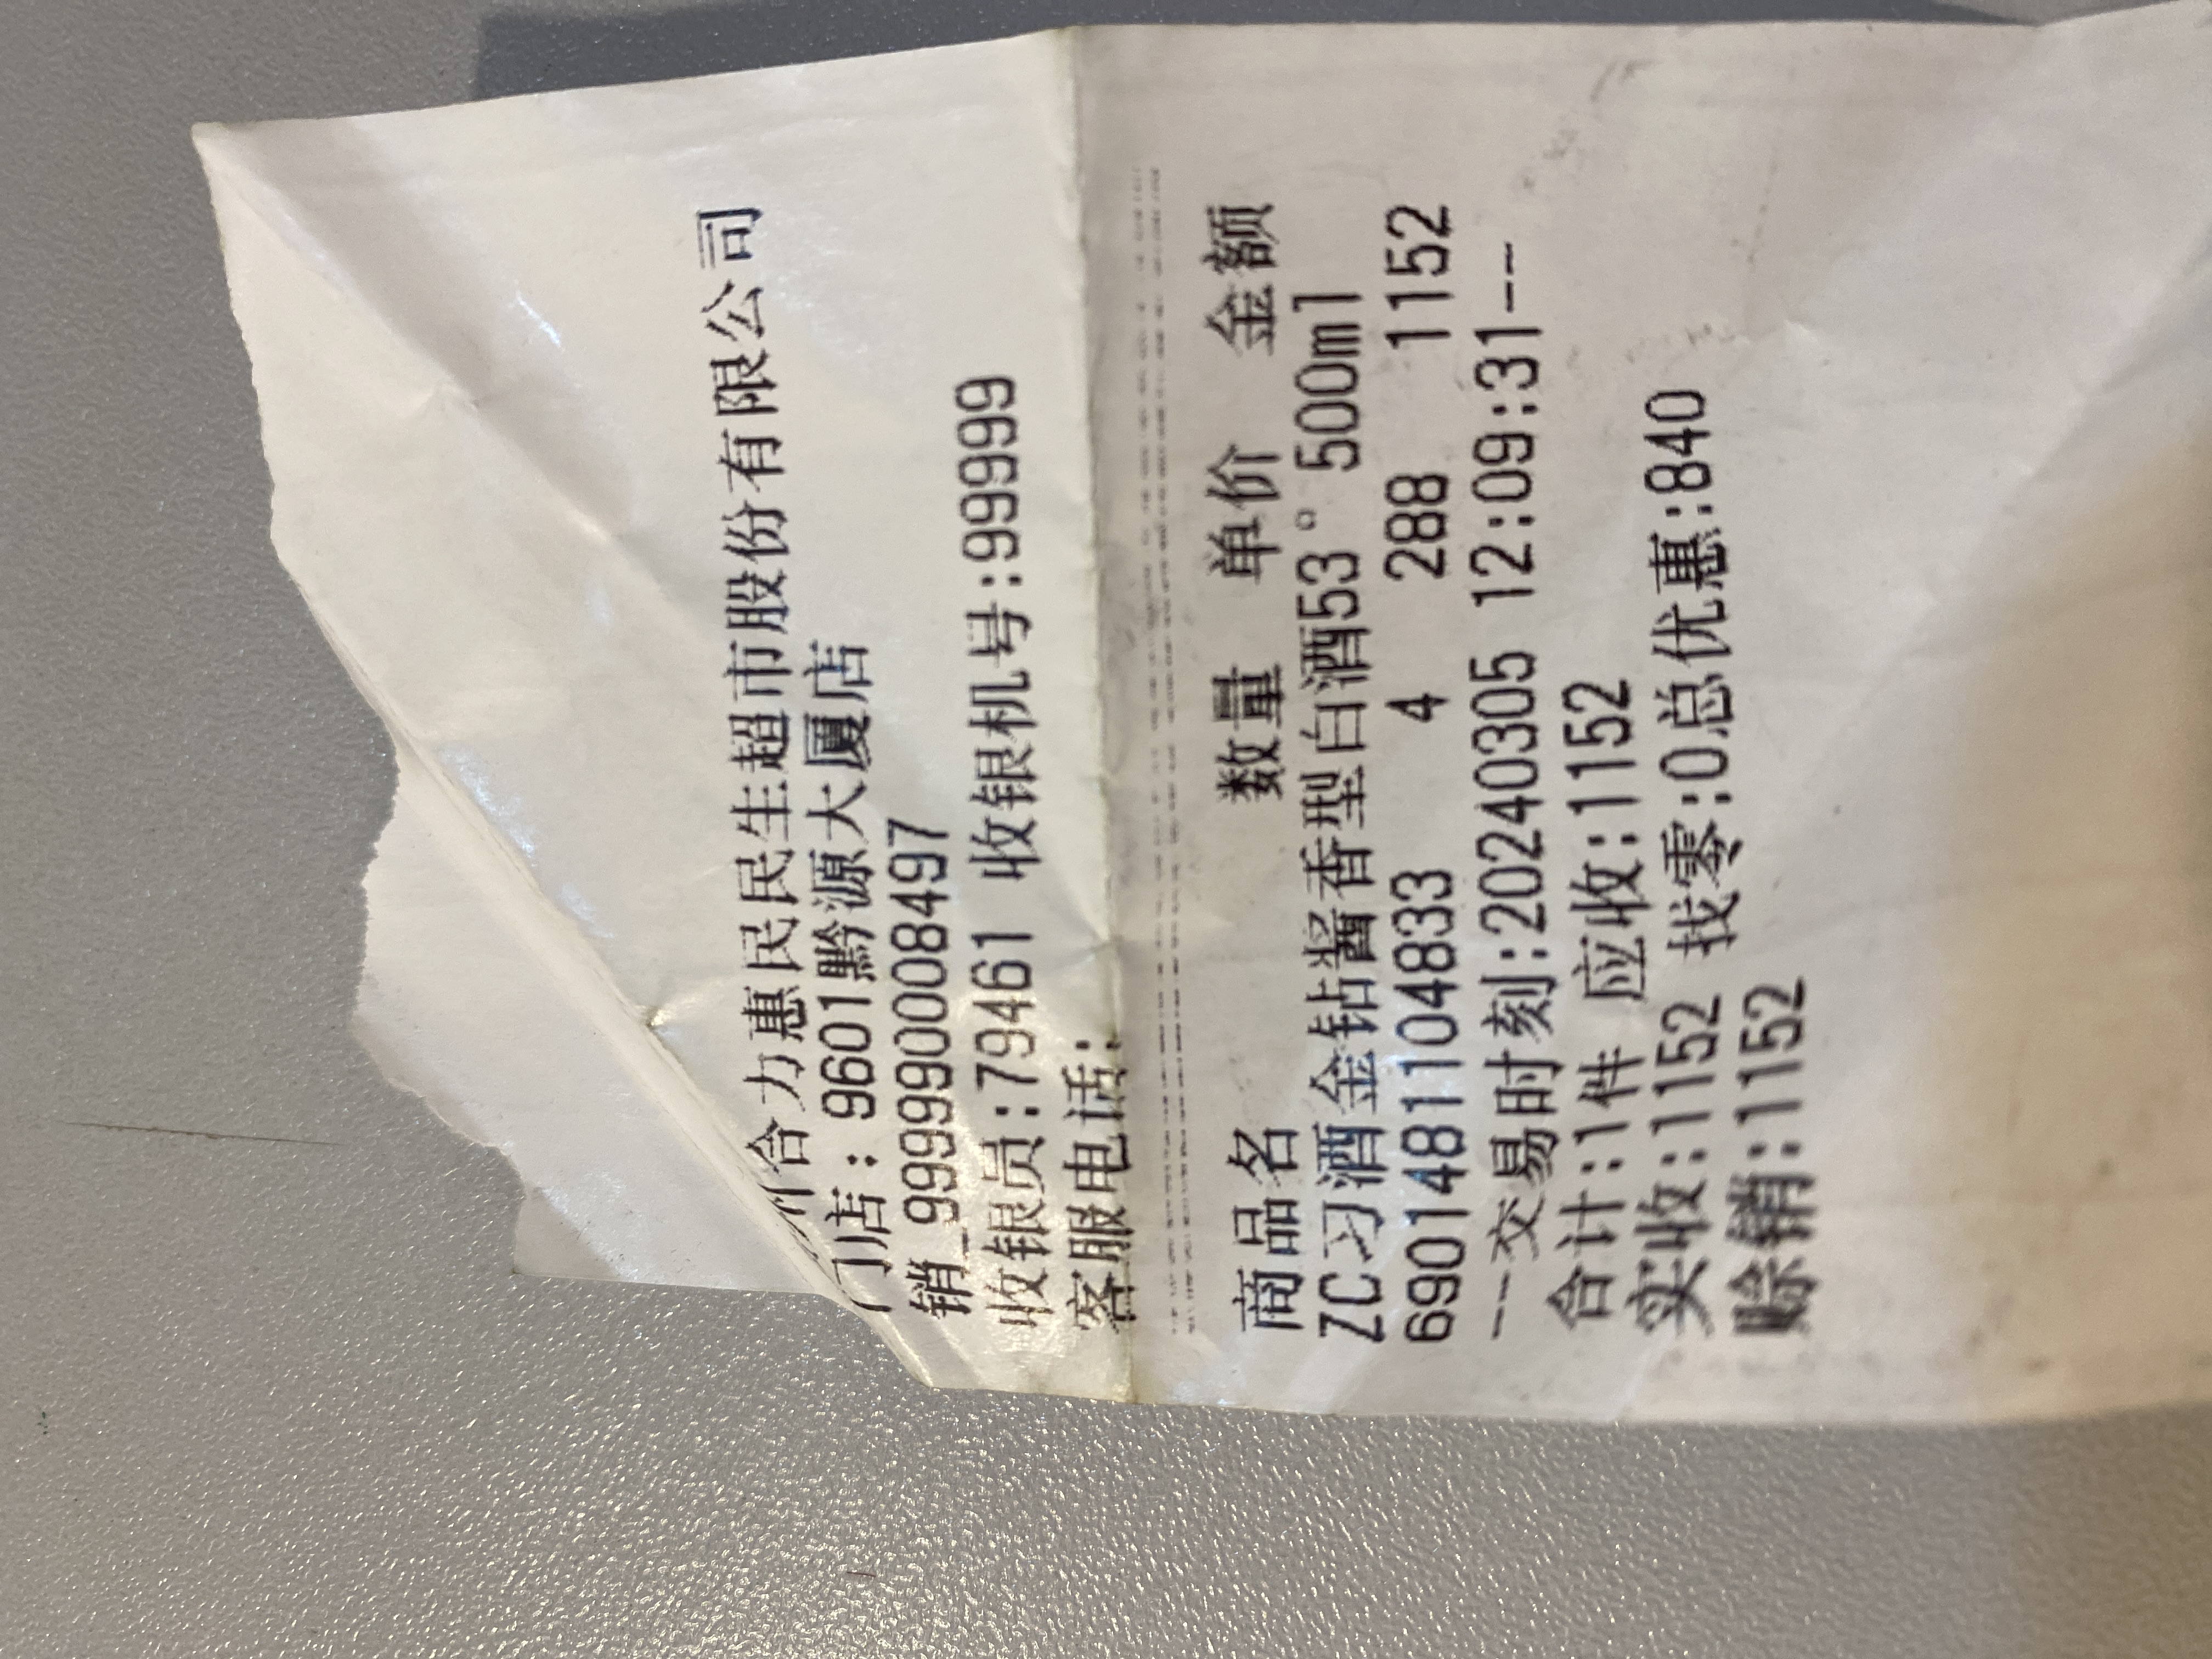 州合力惠民民生超市股份有限公司
门店: 9601黔源大厦店
销_9999900008497
收银员:79461 收银机号:99999
客服电话:
商品名 数量 单价 金额
ZC习酒金钻酱香型白酒53°500ml
6901481104833 4 288 1152
--交易时刻:20240305 12:09:31--
合计:1件 应收:1152
实收:1152 找零:0总优惠:840
赊销:1152